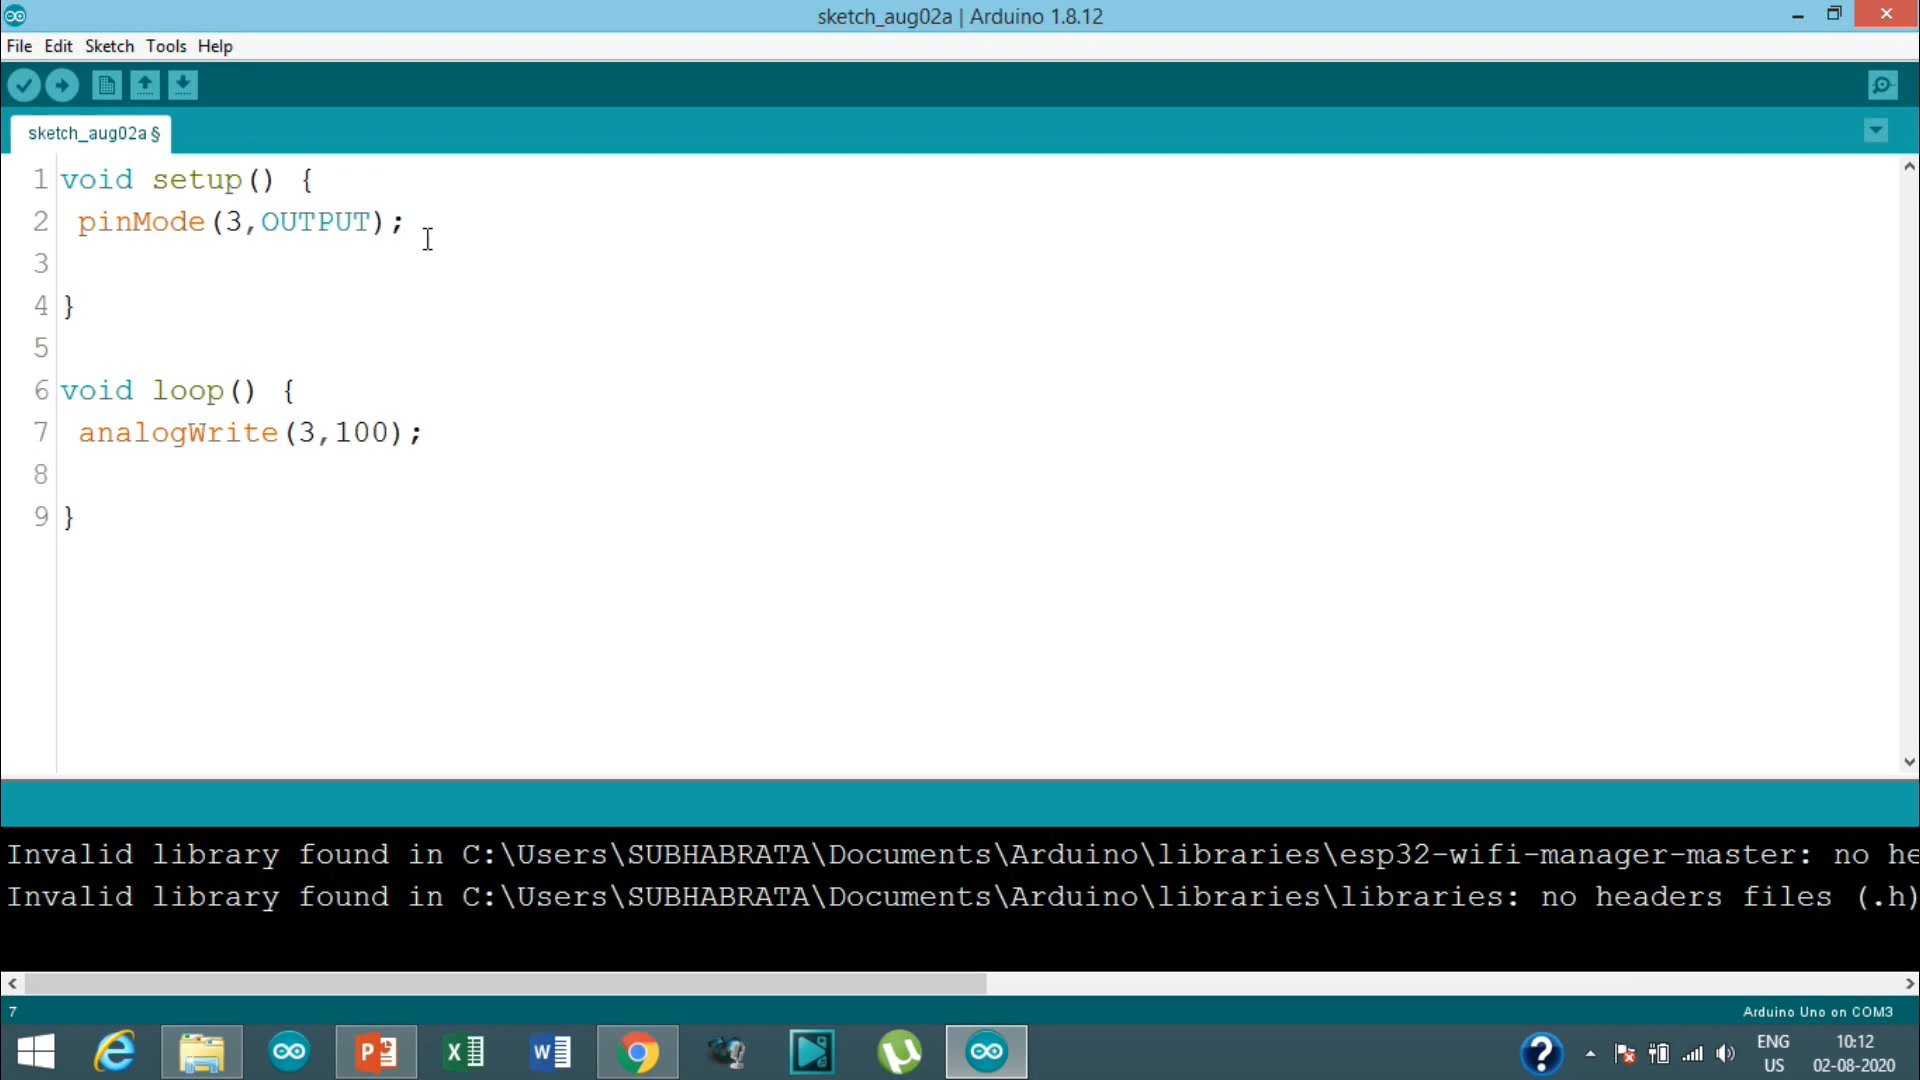 sketch_aug02a | Arduino 1.8.12
File Edit Sketch Tools Help
sketch_aug02a §
1 void setup() {
2 pinMode(3,OUTPUT);
3
4 }
5
6 void loop() {
7 analogWrite(3,100);
8
9 }
Invalid library found in C:\Users\SUBHABRATA\Documents\Arduino\libraries\esp32-wifi-manager-master: no he
Invalid library found in C:\Users\SUBHABRATA\Documents\Arduino\libraries\libraries: no headers files (.h)
7
Arduino Uno on COM3
ENG 10:12
US 02-08-2020